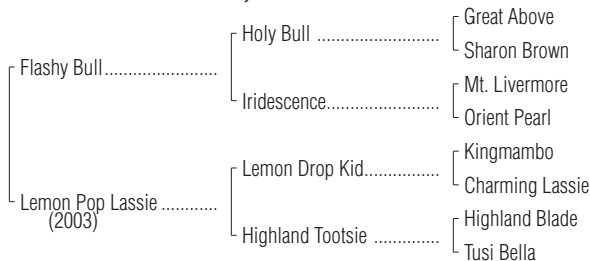 Great Above
Holy Bull ..................
Sharon Brown
Flashy Bull.......................
Mt. Livermore
Iridescence.......................
Orient Pearl
Kingmambo
Lemon Drop Kid...............
Charming Lassie
Lemon Pop Lassie ...........
(2003)
Highland Blade
Highland Tootsie .............
Tusi Bella